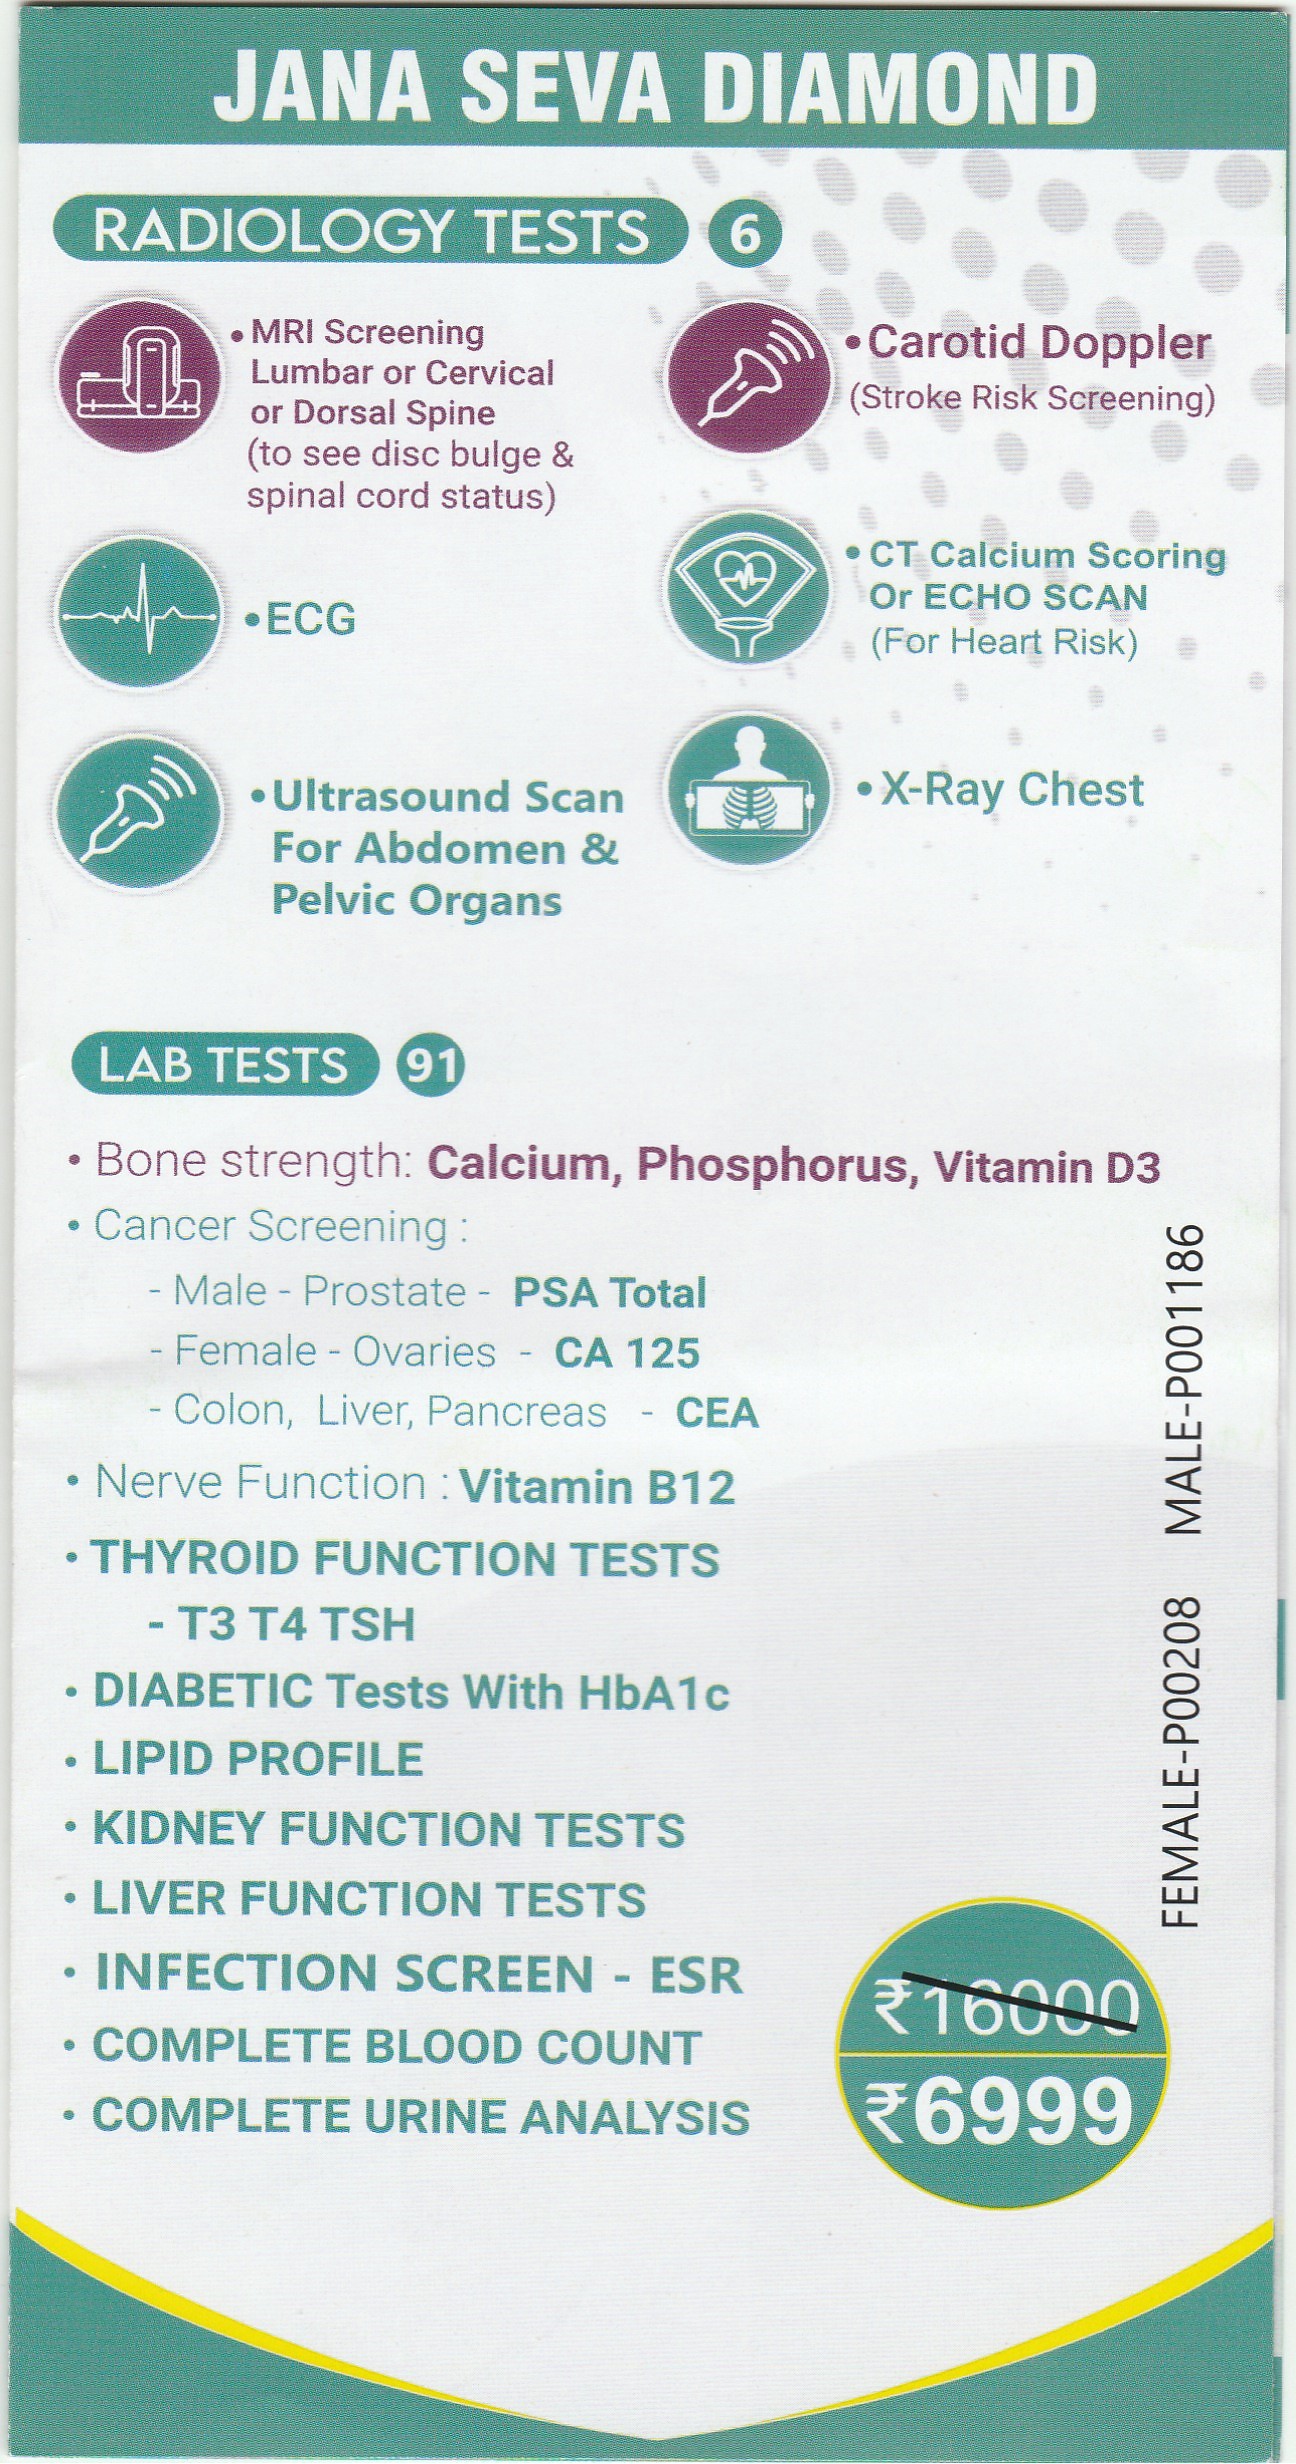 JANA SEVA DIAMOND
RADIOLOGY TESTS 6
• MRI Screening
Lumbar or Cervical
or Dorsal Spine
(to see disc bulge &
spinal cord status)
• Carotid Doppler
(Stroke Risk Screening)
• ECG
• CT Calcium Scoring
Or ECHO SCAN
(For Heart Risk)
• Ultrasound Scan
For Abdomen &
Pelvic Organs
• X-Ray Chest
LAB TESTS 91
• Bone strength: Calcium, Phosphorus, Vitamin D3
• Cancer Screening :
- Male - Prostate - PSA Total
- Female - Ovaries - CA 125
- Colon, Liver, Pancreas - CEA
• Nerve Function : Vitamin B12
• THYROID FUNCTION TESTS
- T3 T4 TSH
• DIABETIC Tests With HbA1c
• LIPID PROFILE
• KIDNEY FUNCTION TESTS
• LIVER FUNCTION TESTS
• INFECTION SCREEN - ESR
• COMPLETE BLOOD COUNT
• COMPLETE URINE ANALYSIS
FEMALE-P00208 MALE-P001186
₹16000
₹6999